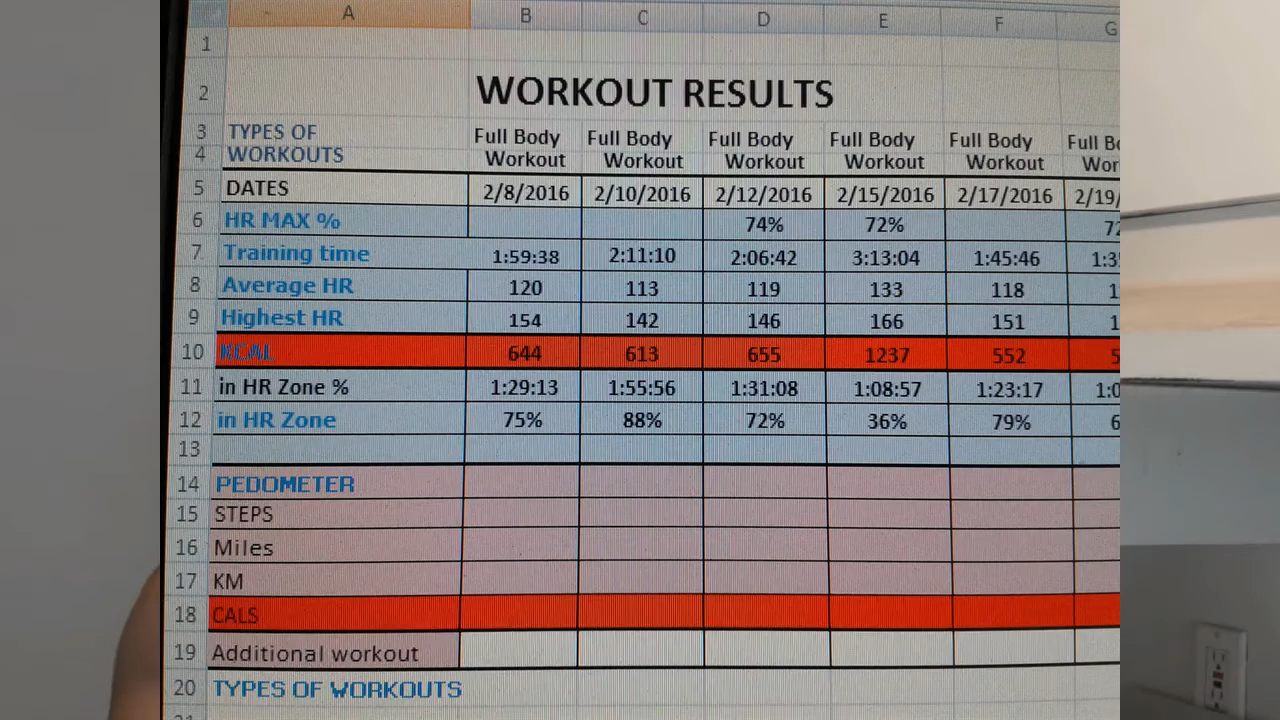 A B C D E F G
1
2 WORKOUT RESULTS
3 TYPES OF Full Body Full Body Full Body Full Body Full Body Full
4 WORKOUTS Workout Workout Workout Workout Workout
5 DATES 2/8/2016 2/10/2016 2/12/2016 2/15/2016 2/17/2016 2/19/
6 HR MAX % 74% 72%
7 Training time 1:59:38 2:11:10 2:06:42 3:13:04 1:45:46
8 Average HR 120 113 119 133 118
9 Highest HR 154 142 146 166 151
10 KCAL 644 613 655 1237 552
11 in HR Zone % 1:29:13 1:55:56 1:31:08 1:08:57 1:23:17
12 in HR Zone 75% 88% 72% 36% 79%
13
14 PEDOMETER
15 STEPS
16 Miles
17 KM
18 CALS
19 Additional workout
20 TYPES OF WORKOUTS